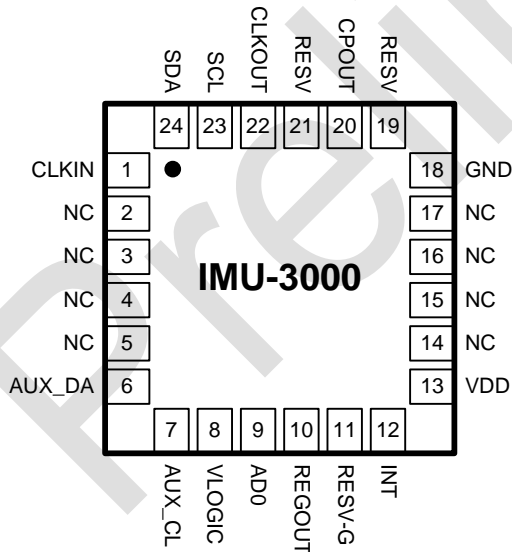 SDA SCL CLKOUT RESV CPOUT RESV
24 23 22 21 20 19
CLKIN 1 18 GND
NC 2 17 NC
NC 3 16 NC
IMU-3000
NC 4 15 NC
NC 5 14 NC
AUX_DA 6 13 VDD
7 8 9 10 11 12
AUX_CL VLOGIC AD0 REGOUT RESV-G INT